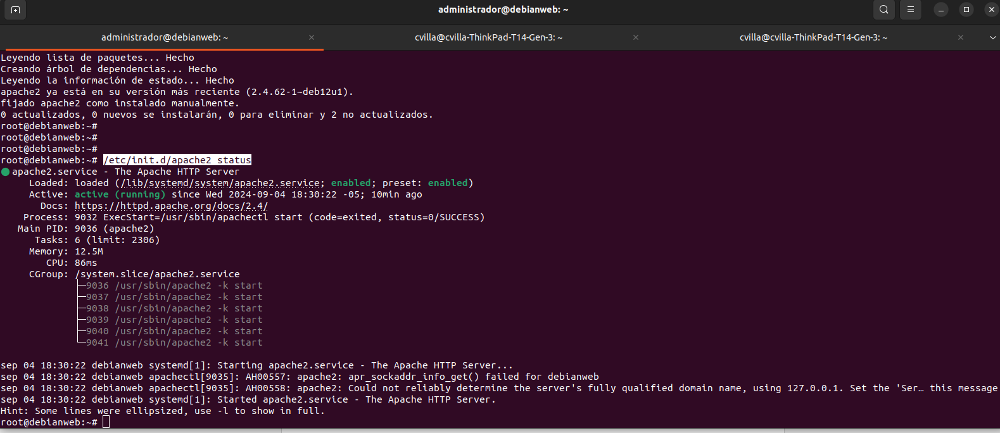 administrador@debianweb: ~
administrador@debianweb: ~
cvilla@cvilla-ThinkPad-T14-Gen-3: ~
cvilla@cvilla-ThinkPad-T14-Gen-3: ~
Leyendo lista de paquetes... Hecho
Creando árbol de dependencias... Hecho
Leyendo la información de estado... Hecho
apache2 ya está en su versión más reciente (2.4.62-1~deb12u1).
fijado apache2 como instalado manualmente.
0 actualizados, 0 nuevos se instalarán, 0 para eliminar y 2 no actualizados.
root@debianweb:~#
root@debianweb:~#
root@debianweb:~#
root@debianweb:~# /etc/init.d/apache2 status
● apache2.service - The Apache HTTP Server
Loaded: loaded (/lib/systemd/system/apache2.service; enabled; preset: enabled)
Active: active (running) since Wed 2024-09-04 18:30:22 -05; 10min ago
Docs: https://httpd.apache.org/docs/2.4/
Process: 9032 ExecStart=/usr/sbin/apachectl start (code=exited, status=0/SUCCESS)
Main PID: 9036 (apache2)
Tasks: 6 (limit: 2306)
Memory: 12.5M
CPU: 86ms
CGroup: /system.slice/apache2.service
├─9036 /usr/sbin/apache2 -k start
├─9037 /usr/sbin/apache2 -k start
├─9038 /usr/sbin/apache2 -k start
├─9039 /usr/sbin/apache2 -k start
├─9040 /usr/sbin/apache2 -k start
└─9041 /usr/sbin/apache2 -k start
sep 04 18:30:22 debianweb systemd[1]: Starting apache2.service - The Apache HTTP Server...
sep 04 18:30:22 debianweb apachectl[9035]: AH00557: apache2: apr_sockaddr_info_get() failed for debianweb
sep 04 18:30:22 debianweb apachectl[9035]: AH00558: apache2: Could not reliably determine the server's fully qualified domain name, using 127.0.0.1. Set the 'Ser… this message
sep 04 18:30:22 debianweb systemd[1]: Started apache2.service - The Apache HTTP Server.
Hint: Some lines were ellipsized, use -l to show in full.
root@debianweb:~#